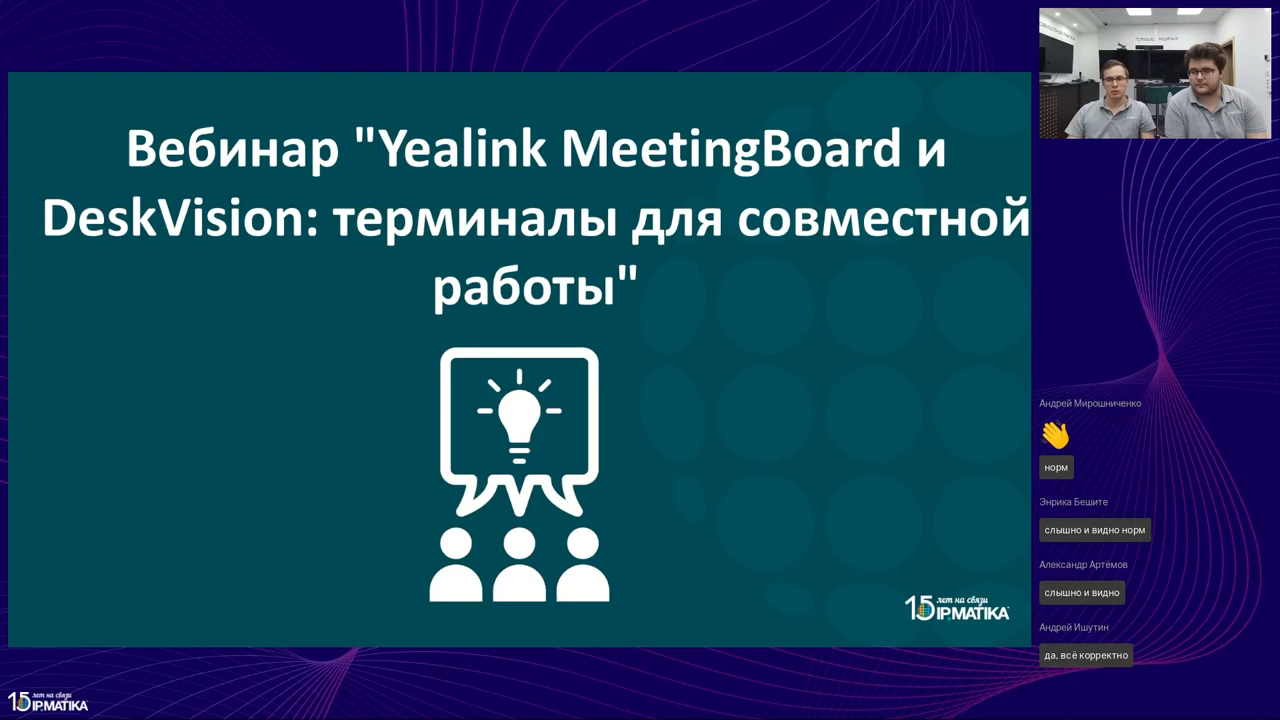 Вебинар "Yealink MeetingBoard и
DeskVision: терминалы для совместной
работы"
15 лет на связи
IPMATIKA
Андрей Мирошниченко
норм
Энрика Бешите
слышно и видно норм
Александр Артёмов
слышно и видно
Андрей Ишутин
да, всё корректно
15 лет на связи
IPMATIKA